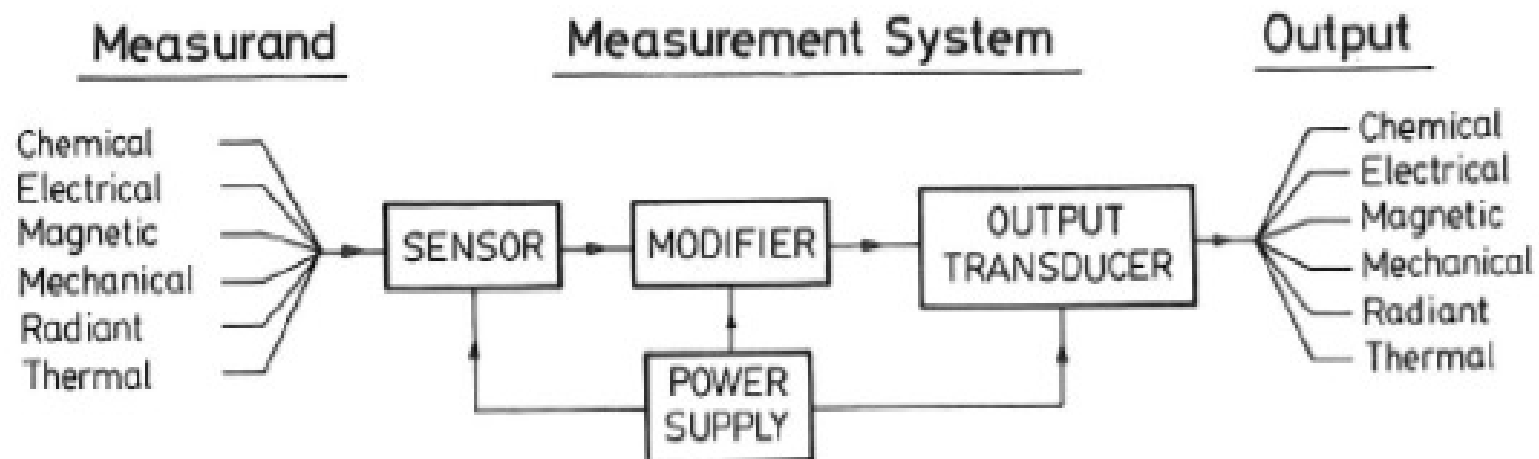 Measurand
Measurement System
Output
Chemical
Electrical
Magnetic
Mechanical
Radiant
Thermal
SENSOR
MODIFIER
OUTPUT
TRANSDUCER
POWER
SUPPLY
Chemical
Electrical
Magnetic
Mechanical
Radiant
Thermal